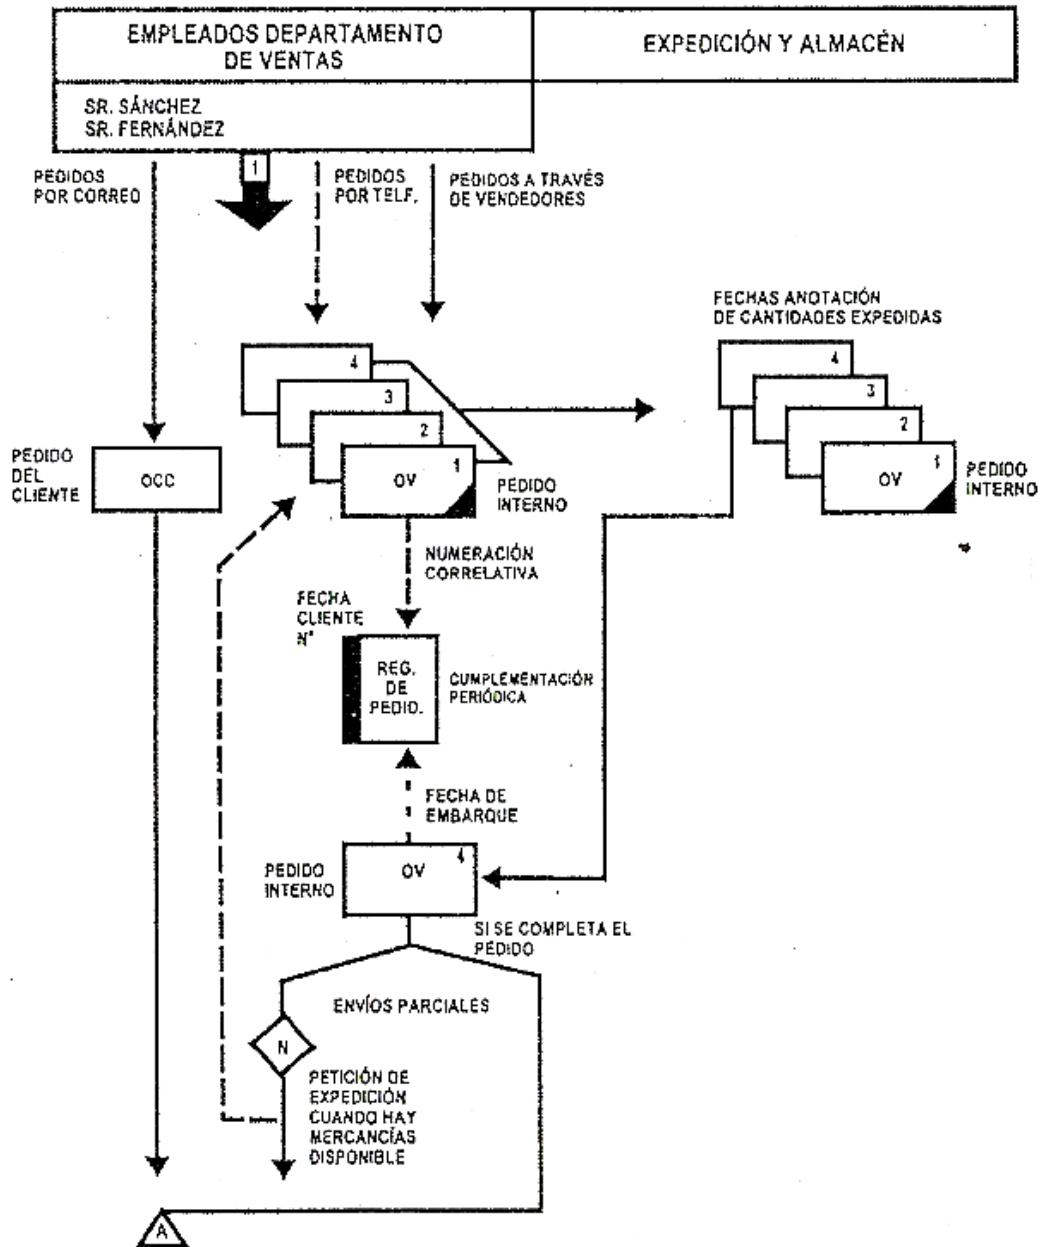 EMPLEADOS DEPARTAMENTO
DE VENTAS
EXPEDICIÓN Y ALMACÉN
SR. SÁNCHEZ
SR. FERNÁNDEZ
PEDIDOS
POR CORREO
1
PEDIDOS
POR TELF.
PEDIDOS A TRAVÉS
DE VENDEDORES
FECHAS ANOTACIÓN
DE CANTIDADES EXPEDIDAS
4
3
2
1
OV
PEDIDO
INTERNO
4
3
2
1
OV
PEDIDO
INTERNO
PEDIDO
DEL
CLIENTE
OCC
NUMERACIÓN
CORRELATIVA
FECHA
CLIENTE
N°
REG.
DE
PEDID.
CUMPLEMENTACIÓN
PERIÓDICA
FECHA DE
EMBARQUE
PEDIDO
INTERNO
OV
4
SI SE COMPLETA EL
PEDIDO
ENVÍOS PARCIALES
N
PETICIÓN DE
EXPEDICIÓN
CUANDO HAY
MERCANCÍAS
DISPONIBLE
A